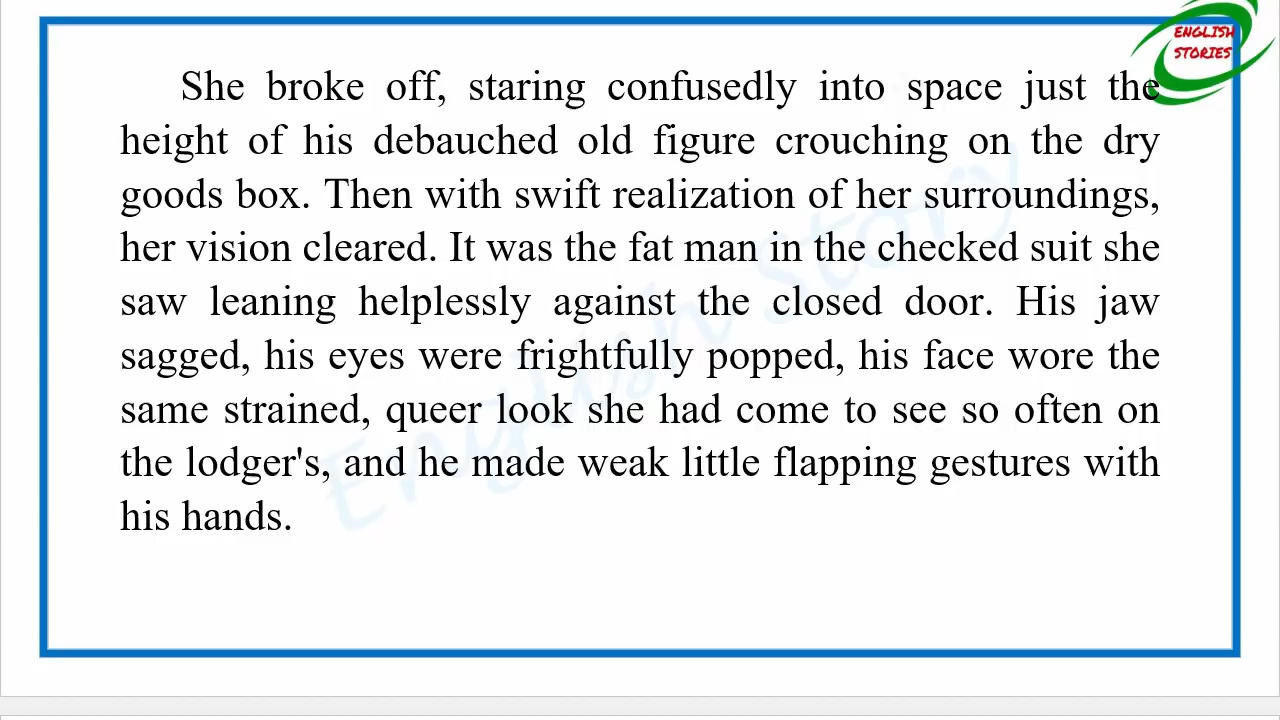 ENGLISH
STORIES
She broke off, staring confusedly into space just the
height of his debauched old figure crouching on the dry
goods box. Then with swift realization of her surroundings,
her vision cleared. It was the fat man in the checked suit she
saw leaning helplessly against the closed door. His jaw
sagged, his eyes were frightfully popped, his face wore the
same strained, queer look she had come to see so often on
the lodger's, and he made weak little flapping gestures with
his hands.
English Story